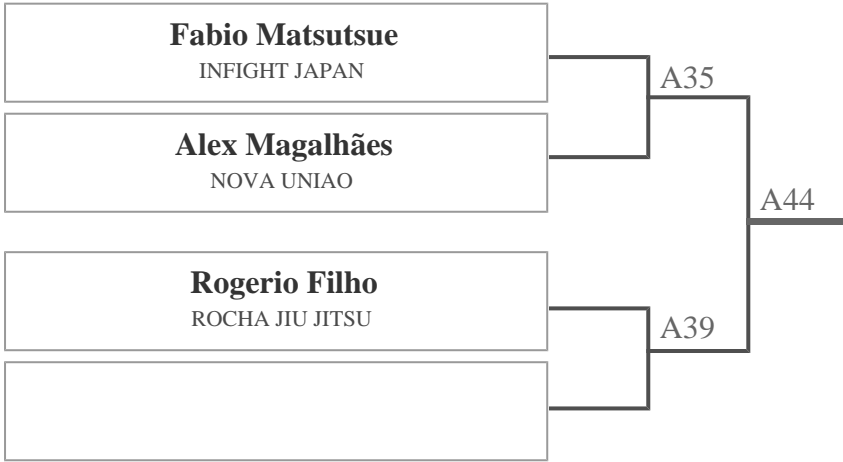 Fabio Matsutsue
INFIGHT JAPAN
A35
Alex Magalhães
NOVA UNIAO
A44
Rogerio Filho
ROCHA JIU JITSU
A39